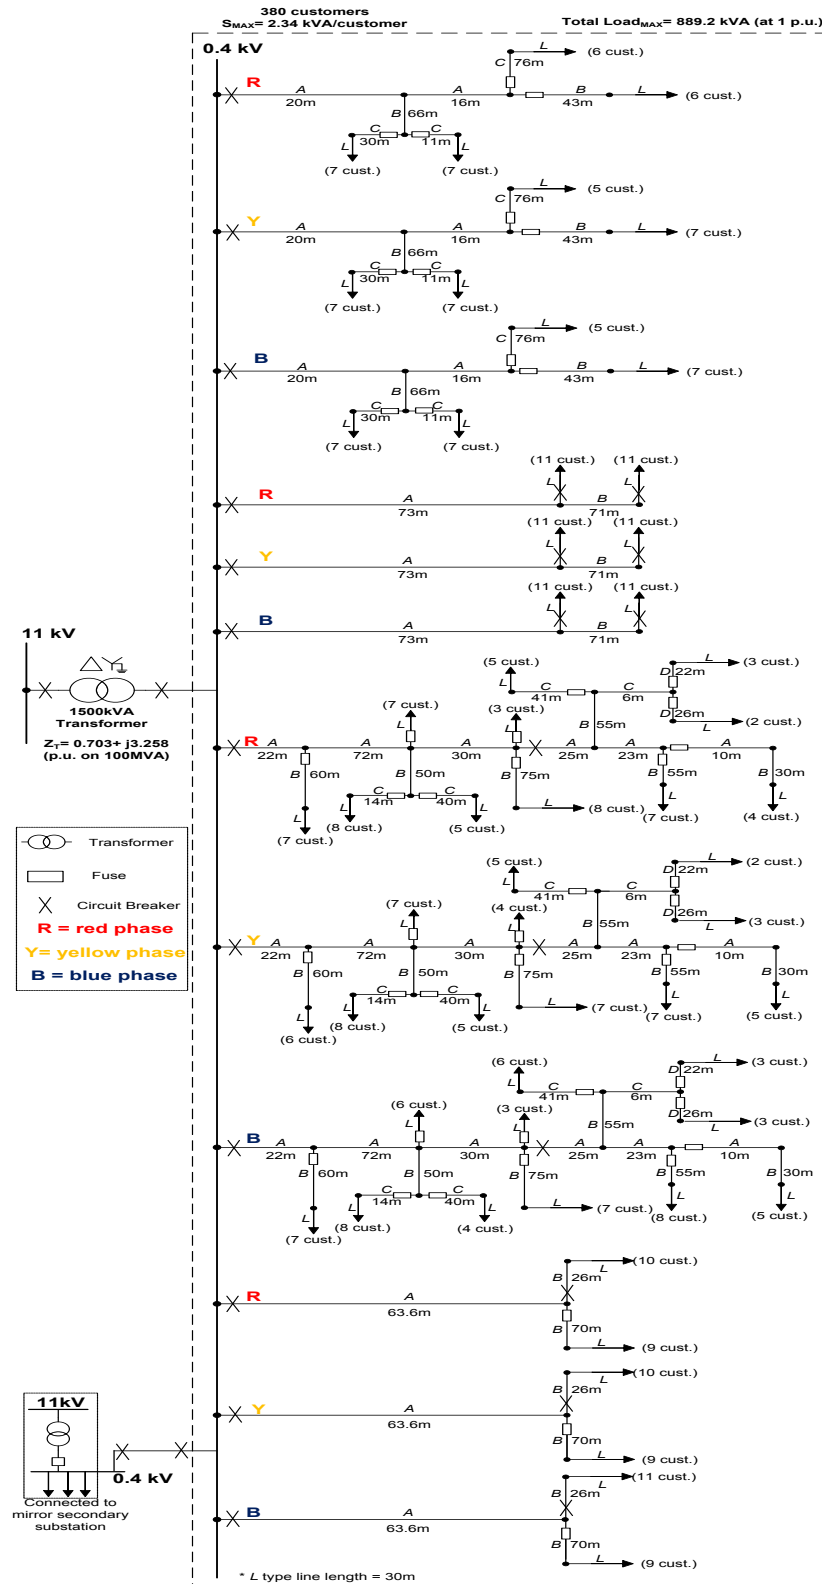 380 customers
S_MAX= 2.34 kVA/customer
Total Load_MAX= 889.2 kVA (at 1 p.u.)
0.4 kV
R
A
20m
B 66m
C
30m
C
11m
L
(7 cust.)
L
(7 cust.)
A
16m
C 76m
L
(6 cust.)
B
43m
L
(6 cust.)
Y
A
20m
B 66m
C
30m
C
11m
L
(7 cust.)
L
(7 cust.)
A
16m
C 76m
L
(5 cust.)
B
43m
L
(7 cust.)
B
A
20m
B 66m
C
30m
C
11m
L
(7 cust.)
L
(7 cust.)
A
16m
C 76m
L
(5 cust.)
B
43m
L
(7 cust.)
R
A
73m
(11 cust.)
L
B
71m
(11 cust.)
L
Y
A
73m
(11 cust.)
L
B
71m
(11 cust.)
L
B
A
73m
(11 cust.)
L
B
71m
(11 cust.)
L
11 kV
1500kVA
Transformer
Z_T= 0.703+ j3.258
(p.u. on 100MVA)
R
A
22m
B 60m
L
(7 cust.)
A
72m
(7 cust.)
L
B 50m
C
14m
C
40m
L
(8 cust.)
L
(5 cust.)
A
30m
(3 cust.)
L
B 75m
L
(8 cust.)
A
25m
B 55m
(5 cust.)
L
C
41m
C
6m
D 22m
L
(3 cust.)
D 26m
L
(2 cust.)
A
23m
B 55m
L
(7 cust.)
A
10m
B 30m
L
(4 cust.)
Transformer
Fuse
Circuit Breaker
R = red phase
Y= yellow phase
B = blue phase
Y
A
22m
B 60m
L
(6 cust.)
A
72m
(7 cust.)
L
B 50m
C
14m
C
40m
L
(8 cust.)
L
(5 cust.)
A
30m
(4 cust.)
L
B 75m
L
(7 cust.)
A
25m
B 55m
(5 cust.)
L
C
41m
C
6m
D 22m
L
(2 cust.)
D 26m
L
(3 cust.)
A
23m
B 55m
L
(7 cust.)
A
10m
B 30m
L
(5 cust.)
B
A
22m
B 60m
L
(7 cust.)
A
72m
(6 cust.)
L
B 50m
C
14m
C
40m
L
(8 cust.)
L
(4 cust.)
A
30m
(3 cust.)
L
B 75m
L
(7 cust.)
A
25m
B 55m
(6 cust.)
L
C
41m
C
6m
D 22m
L
(3 cust.)
D 26m
L
(3 cust.)
A
23m
B 55m
L
(8 cust.)
A
10m
B 30m
L
(5 cust.)
R
A
63.6m
B 26m
L
(10 cust.)
B 70m
L
(9 cust.)
Y
A
63.6m
B 26m
L
(10 cust.)
B 70m
L
(9 cust.)
B
A
63.6m
B 26m
L
(11 cust.)
B 70m
L
(9 cust.)
11kV
0.4 kV
Connected to
mirror secondary
substation
* L type line length = 30m